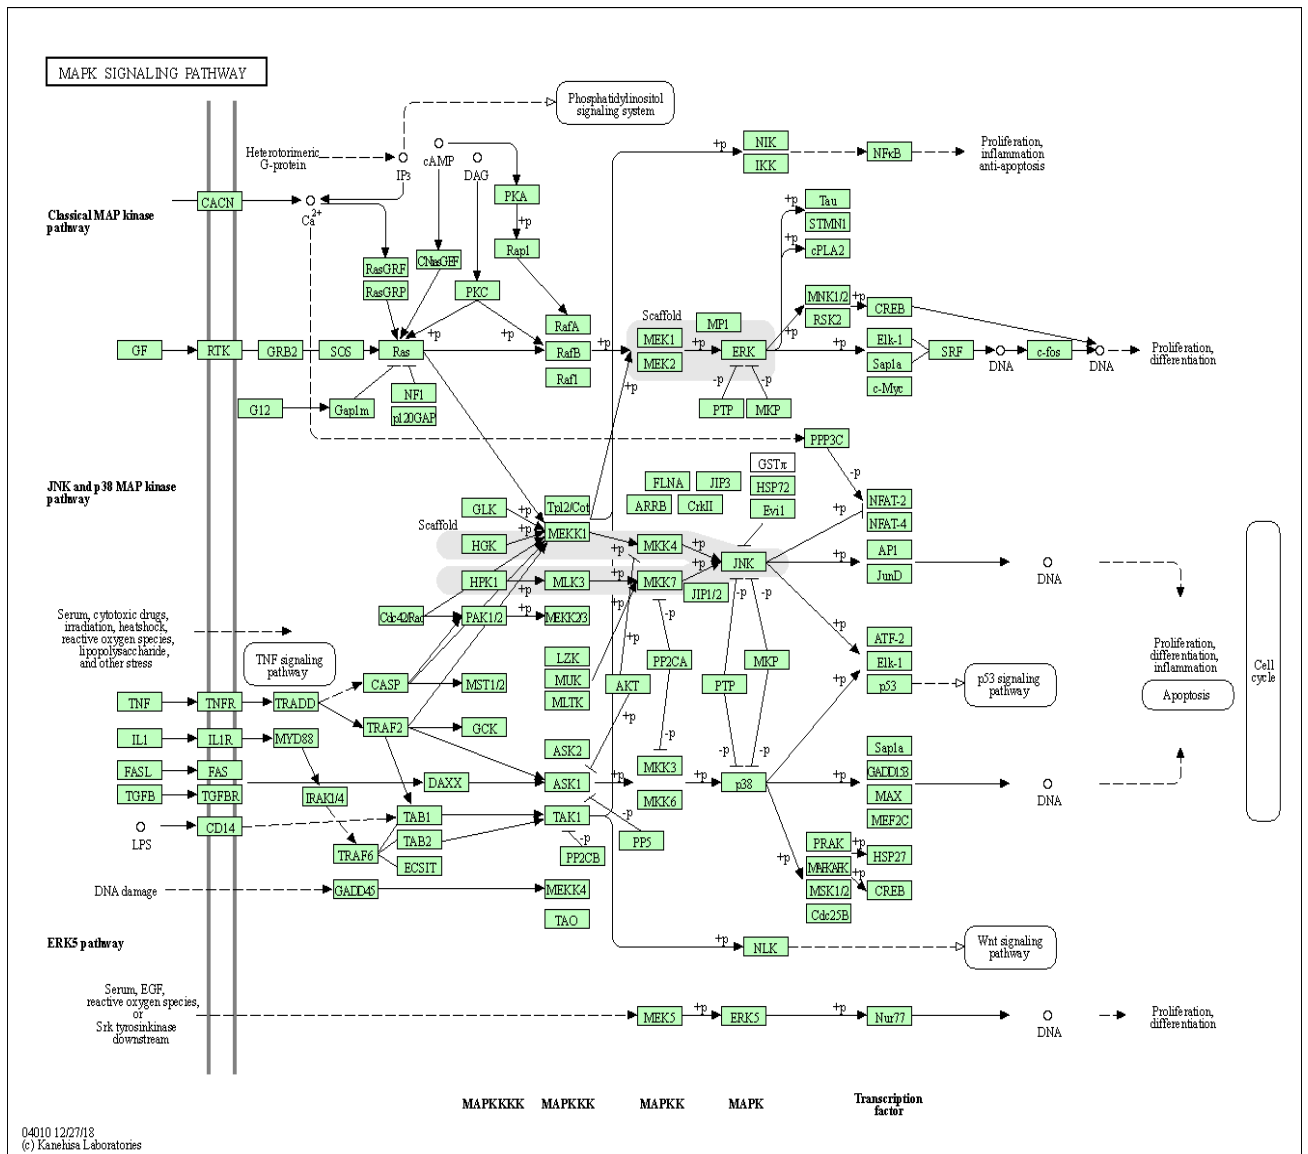 MAPK SIGNALING PATHWAY
Phosphatidylinositol
signaling system
Heterotorimeric
G-protein
IP3
cAMP
DAG
+p
NIK
IKK
NFκB
Proliferation,
inflammation
anti-apoptosis
Classical MAP kinase
pathway
CACN
Ca2+
PKA
+p
Rap1
RasGRF
RasGRP
CNrasGEF
PKC
+p
Tau
STMN1
+p
cPLA2
MNK1/2
RSK2
+p
CREB
+p
Scaffold
MP1
GF
RTK
GRB2
SOS
Ras
+p
+p
RafA
RafB
Raf1
+p
+p
MEK1
MEK2
+p
ERK
Elk-1
Sap1a
c-Myc
SRF
DNA
c-fos
DNA
Proliferation,
differentiation
G12
Gap1m
NF1
p120GAP
-p
-p
PTP
MKP
PPP3C
-p
JNK and p38 MAP kinase
pathway
GLK
+p
Tpl2/Cot
FLNA
JIP3
ARRB
CrkII
GSTπ
HSP72
Evi1
NFAT-2
NFAT-4
+p
Scaffold
HGK
+p
MEKK1
+p
MKK4
+p
JNK
+p
AP1
JunD
DNA
HPK1
+p
MLK3
+p
MKK7
+p
JIP1/2
Cdc42/Rac
PAK1/2
+p
MEKK2/3
-p
-p
-p
+p
Serum, cytotoxic drugs,
irradiation, heatshock,
reactive oxygen species,
lipopolysaccharide,
and other stress
TNF signaling
pathway
LZK
MUK
MLTK
+p
PP2CA
AKT
PTP
MKP
+p
ATF-2
Elk-1
p53
+p
p53 signaling
pathway
Proliferation,
differentiation,
inflammation
Apoptosis
Cell
cycle
CASP
MST1/2
TNF
TNFR
TRADD
TRAF2
GCK
+p
IL1
IL1R
MYD88
ASK2
-p
-p
-p
FASL
FAS
DAXX
ASK1
+p
MKK3
MKK6
+p
p38
+p
Sap1a
GADD153
MAX
MEF2C
DNA
TGFB
TGFBR
IRAK1/4
LPS
CD14
TAB1
TAB2
ECSIT
TAK1
-p
PP5
-p
PP2CB
TRAF6
+p
PRAK
MAPKAPK
MSK1/2
Cdc25B
+p
+p
HSP27
CREB
DNA damage
GADD45
MEKK4
TAO
ERK5 pathway
+p
NLK
Wnt signaling
pathway
Serum, EGF,
reactive oxygen species,
or
Srk tyrosinkinase
downstream
MEK5
+p
ERK5
+p
Nur77
DNA
Proliferation,
differentiation
MAPKKKK
MAPKKK
MAPKK
MAPK
Transcription
factor
04010 12/27/18
(c) Kanehisa Laboratories